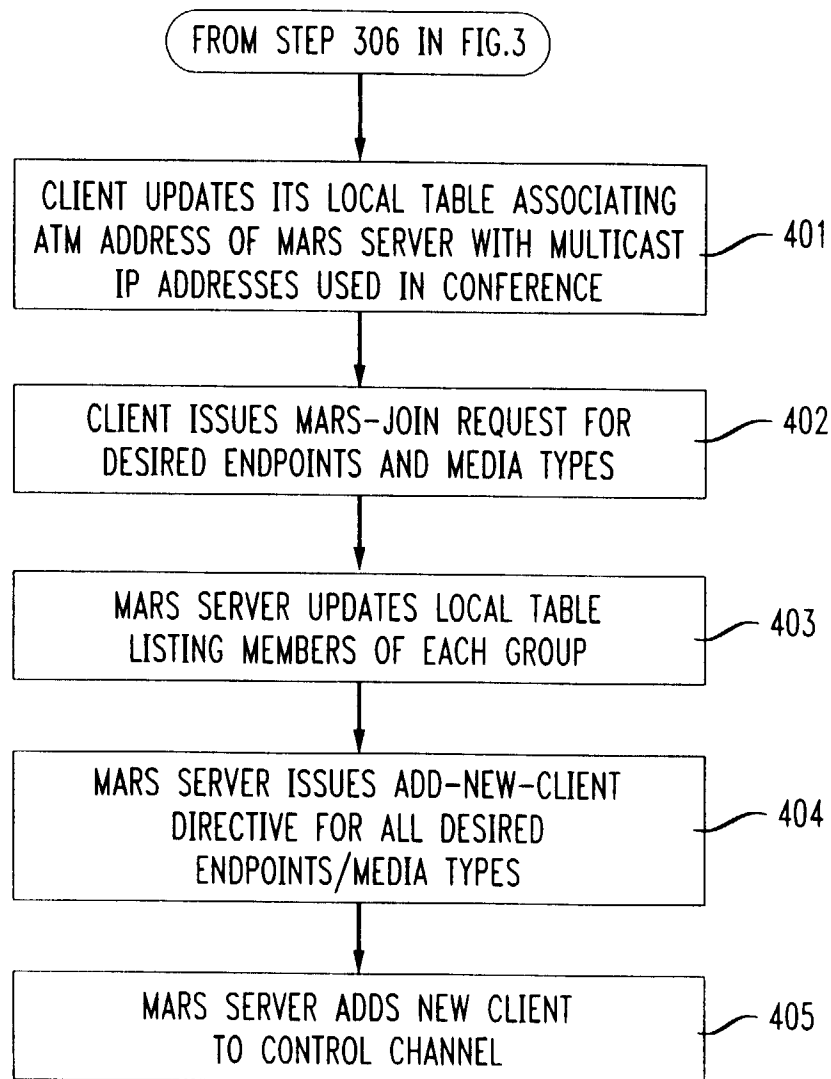 FROM STEP 306 IN FIG.3
CLIENT UPDATES ITS LOCAL TABLE ASSOCIATING
ATM ADDRESS OF MARS SERVER WITH MULTICAST
IP ADDRESSES USED IN CONFERENCE
401
CLIENT ISSUES MARS-JOIN REQUEST FOR
DESIRED ENDPOINTS AND MEDIA TYPES
402
MARS SERVER UPDATES LOCAL TABLE
LISTING MEMBERS OF EACH GROUP
403
MARS SERVER ISSUES ADD-NEW-CLIENT
DIRECTIVE FOR ALL DESIRED
ENDPOINTS/MEDIA TYPES
404
MARS SERVER ADDS NEW CLIENT
TO CONTROL CHANNEL
405